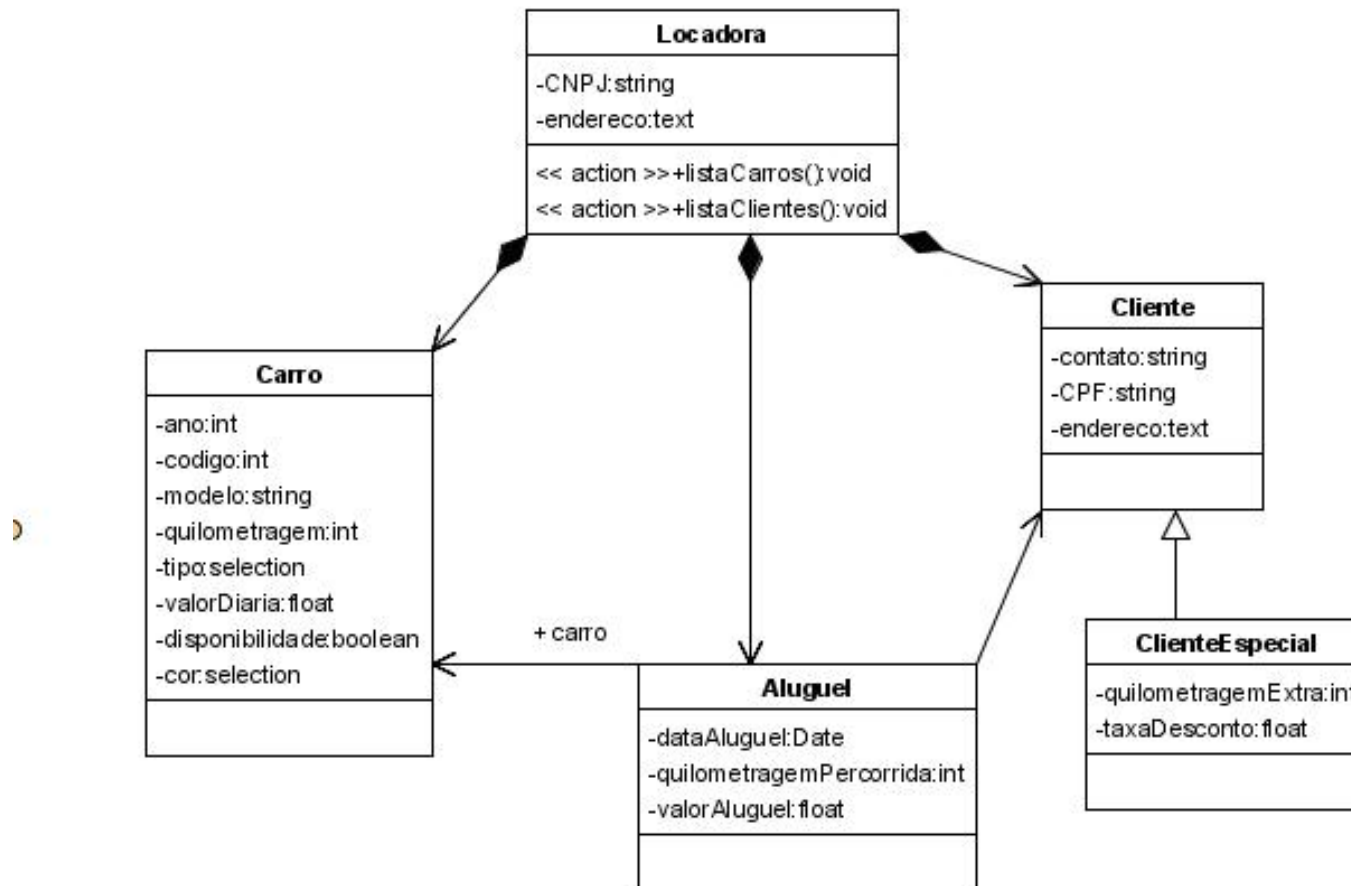 Locadora
-CNPJ:string
-endereco:text
<< action >>+listaCarros():void
<< action >>+listaClientes():void
Cliente
-contato:string
-CPF:string
-endereco:text
Carro
-ano:int
-codigo:int
-modelo:string
-quilometragem:int
-tipo:selection
-valorDiaria:float
-disponibilidade:boolean
-cor:selection
+ carro
Aluguel
-dataAluguel:Date
-quilometragemPercorrida:int
-valorAluguel:float
ClienteEspecial
-quilometragemExtra:int
-taxaDesconto:float